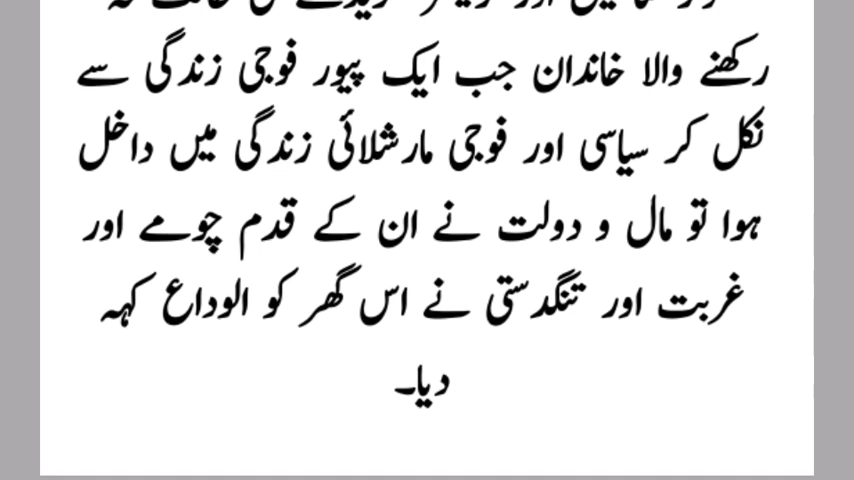 رکھنے والا خاندان جب ایک پیور فوجی زندگی سے
نکل کر سیاسی اور فوجی مارشلائی زندگی میں داخل
ہوا تو مال و دولت نے ان کے قدم چومے اور
غربت اور تنگدستی نے اس گھر کو الوداع کہہ
دیا۔